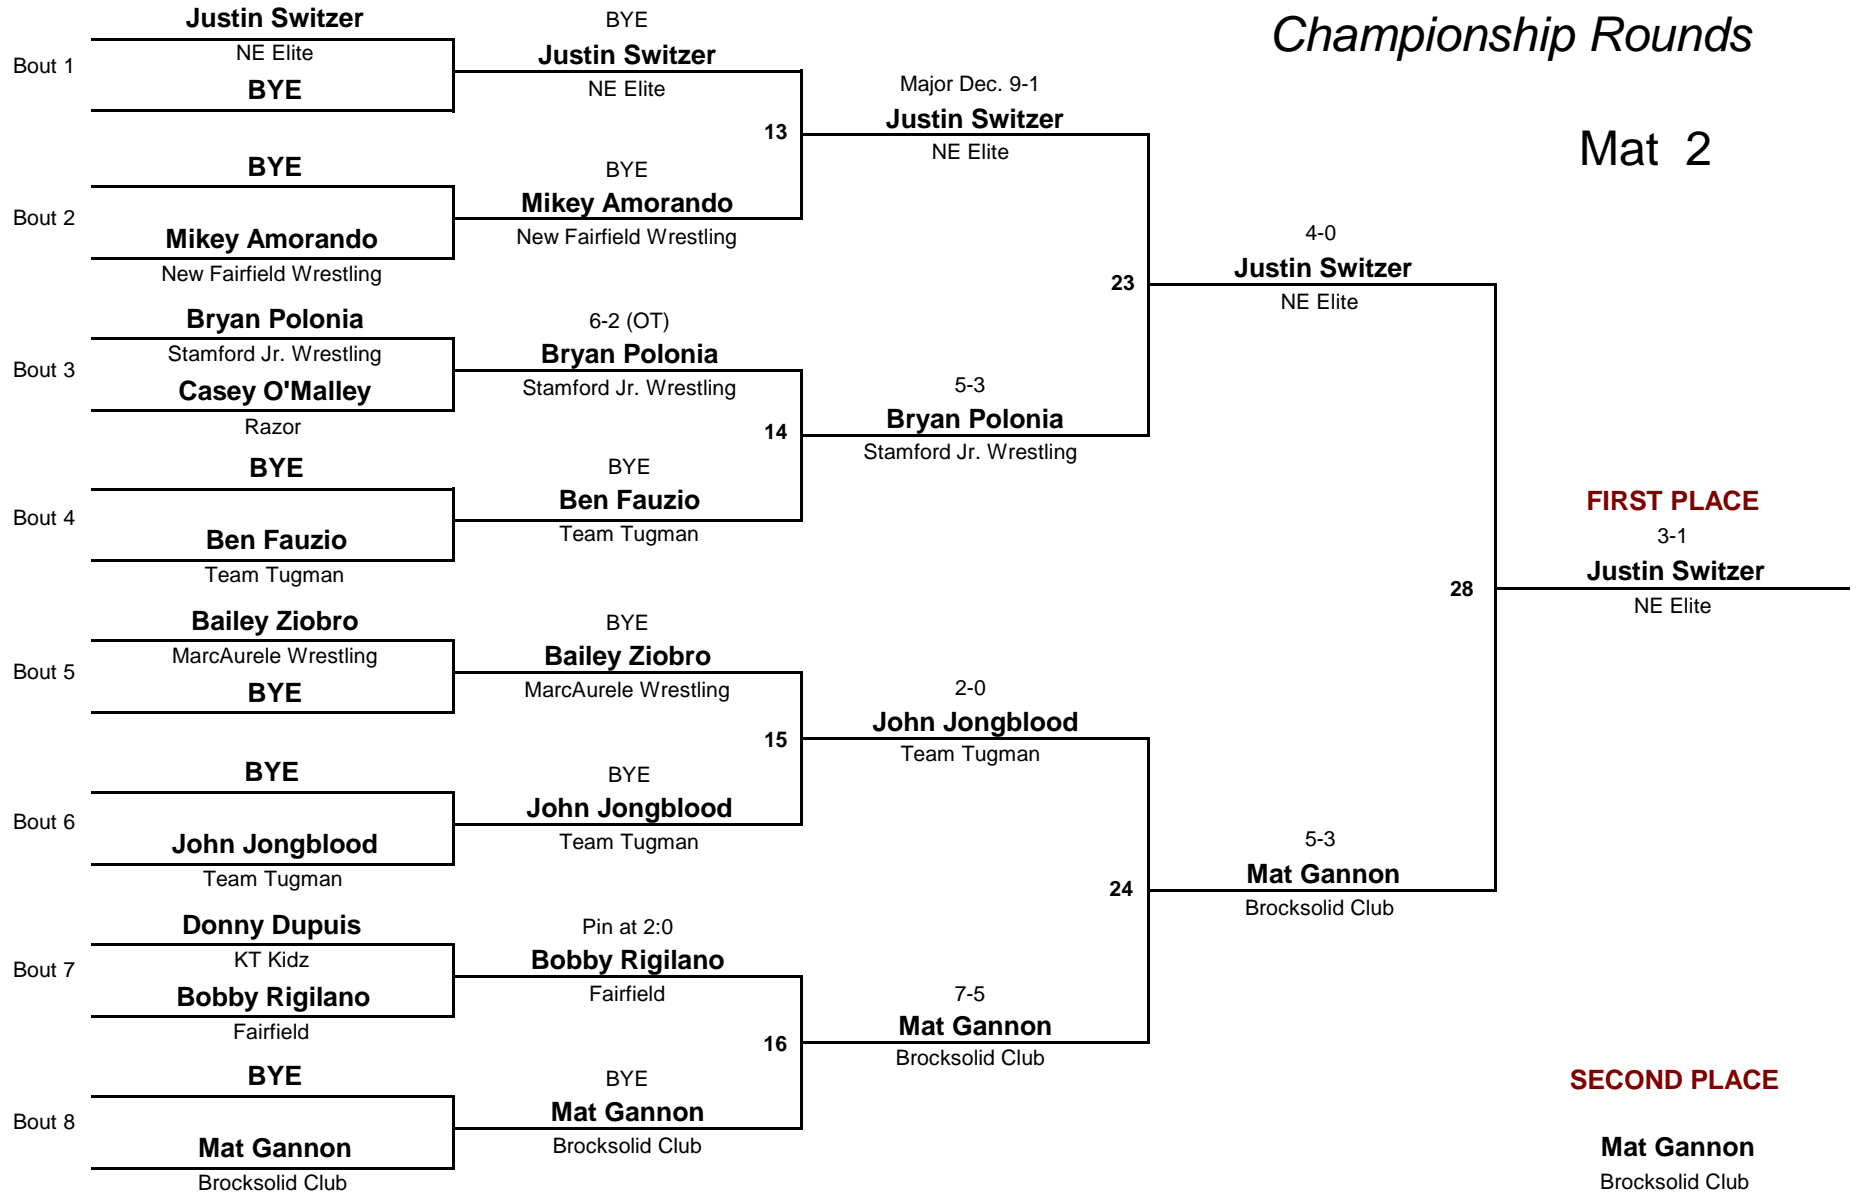 Championship Rounds
Mat 2
Bout 1
Justin Switzer
NE Elite
BYE
Bout 2
BYE
Mikey Amorando
New Fairfield Wrestling
Bout 3
Bryan Polonia
Stamford Jr. Wrestling
Casey O'Malley
Razor
Bout 4
BYE
Ben Fauzio
Team Tugman
Bout 5
Bailey Ziobro
MarcAurele Wrestling
BYE
Bout 6
BYE
John Jongblood
Team Tugman
Bout 7
Donny Dupuis
KT Kidz
Bobby Rigilano
Fairfield
Bout 8
BYE
Mat Gannon
Brocksolid Club
BYE
Justin Switzer
NE Elite
13
BYE
Mikey Amorando
New Fairfield Wrestling
6-2 (OT)
Bryan Polonia
Stamford Jr. Wrestling
14
BYE
Ben Fauzio
Team Tugman
BYE
Bailey Ziobro
MarcAurele Wrestling
15
BYE
John Jongblood
Team Tugman
Pin at 2:0
Bobby Rigilano
Fairfield
16
BYE
Mat Gannon
Brocksolid Club
Major Dec. 9-1
Justin Switzer
NE Elite
23
5-3
Bryan Polonia
Stamford Jr. Wrestling
2-0
John Jongblood
Team Tugman
24
7-5
Mat Gannon
Brocksolid Club
4-0
Justin Switzer
NE Elite
28
5-3
Mat Gannon
Brocksolid Club
FIRST PLACE
3-1
Justin Switzer
NE Elite
SECOND PLACE
Mat Gannon
Brocksolid Club